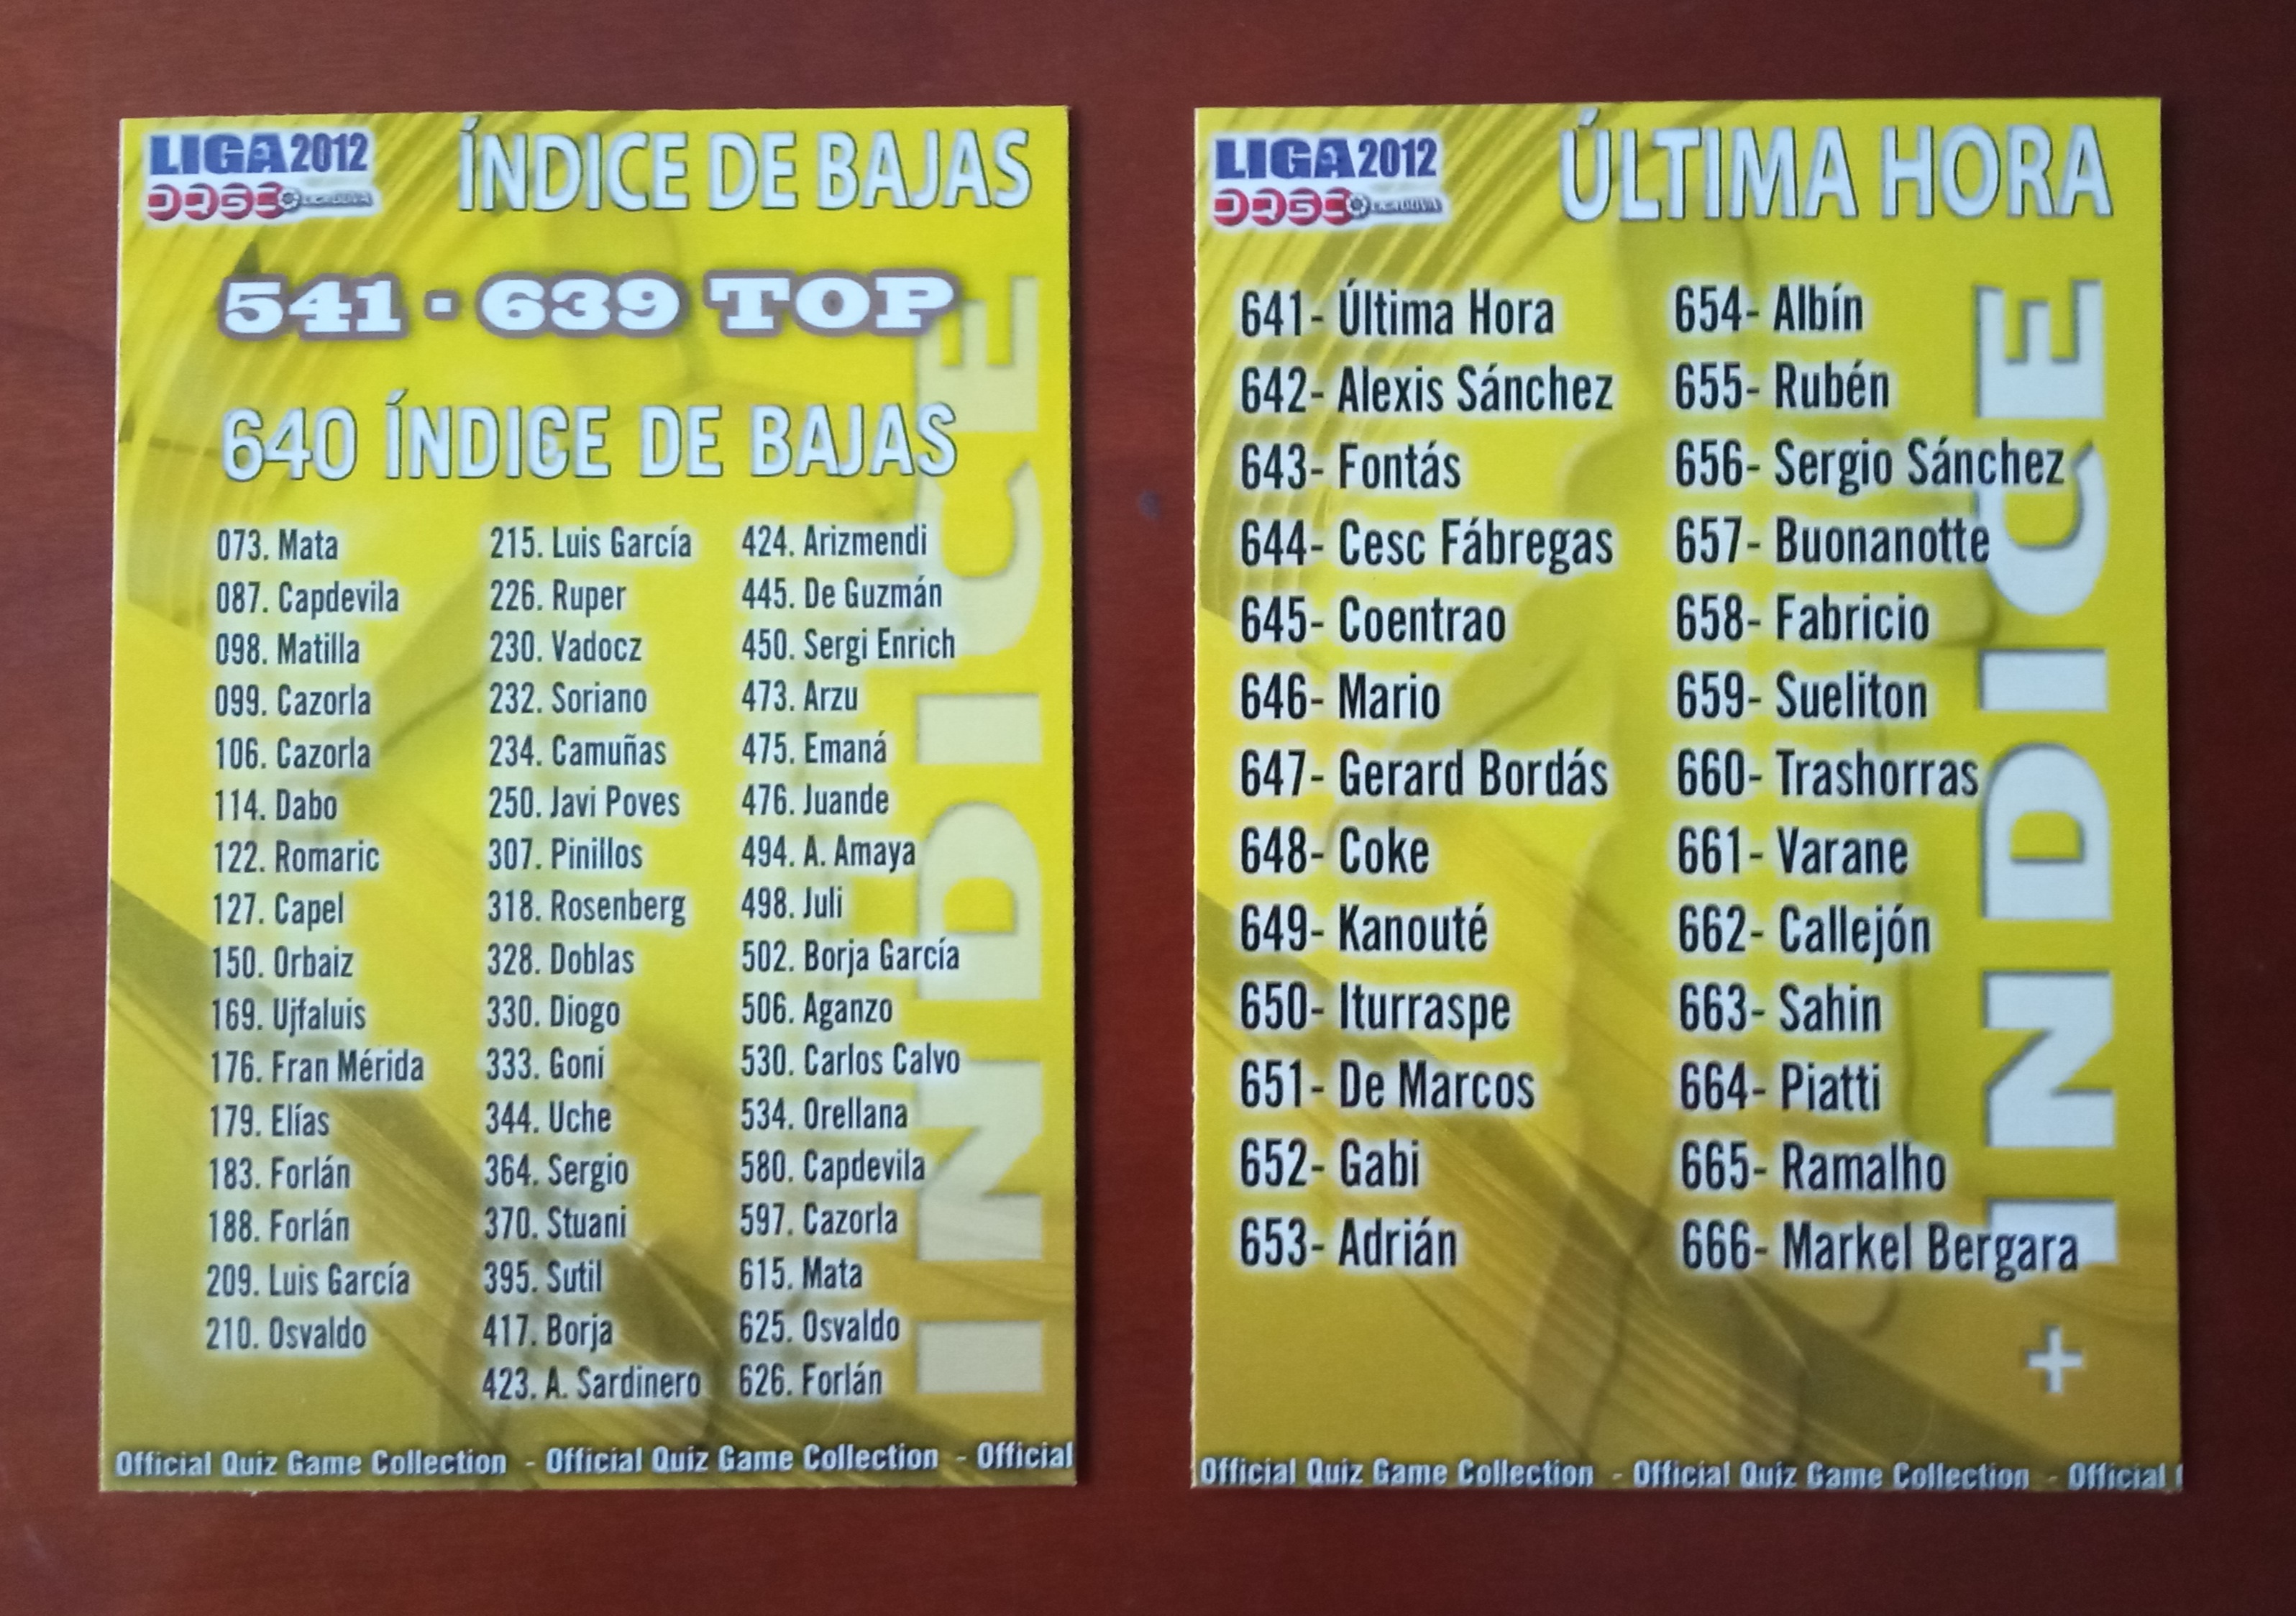 LIGA2012
ÍNDICE DE BAJAS
541 - 639 TOP
640 ÍNDICE DE BAJAS
073. Mata
087. Capdevila
098. Matilla
099. Cazorla
106. Cazorla
114. Dabo
122. Romaric
127. Capel
150. Orbaiz
169. Ujfaluis
176. Fran Mérida
179. Elías
183. Forlán
188. Forlán
209. Luis García
210. Osvaldo
215. Luis García
226. Ruper
230. Vadocz
232. Soriano
234. Camuñas
250. Javi Poves
307. Pinillos
318. Rosenberg
328. Doblas
330. Diogo
333. Goni
344. Uche
364. Sergio
370. Stuani
395. Sutil
417. Borja
423. A. Sardinero
424. Arizmendi
445. De Guzmán
450. Sergi Enrich
473. Arzu
475. Emaná
476. Juande
494. A. Amaya
498. Juli
502. Borja García
506. Aganzo
530. Carlos Calvo
534. Orellana
580. Capdevila
597. Cazorla
615. Mata
625. Osvaldo
626. Forlán
INDICE
Official Quiz Game Collection - Official Quiz Game Collection - Official
LIGA2012
ÚLTIMA HORA
641- Última Hora
642- Alexis Sánchez
643- Fontás
644- Cesc Fábregas
645- Coentrao
646- Mario
647- Gerard Bordás
648- Coke
649- Kanouté
650- Iturraspe
651- De Marcos
652- Gabi
653- Adrián
654- Albín
655- Rubén
656- Sergio Sánchez
657- Buonanotte
658- Fabricio
659- Sueliton
660- Trashorras
661- Varane
662- Callejón
663- Sahin
664- Piatti
665- Ramalho
666- Markel Bergara
+ INDICE
Official Quiz Game Collection - Official Quiz Game Collection - Official